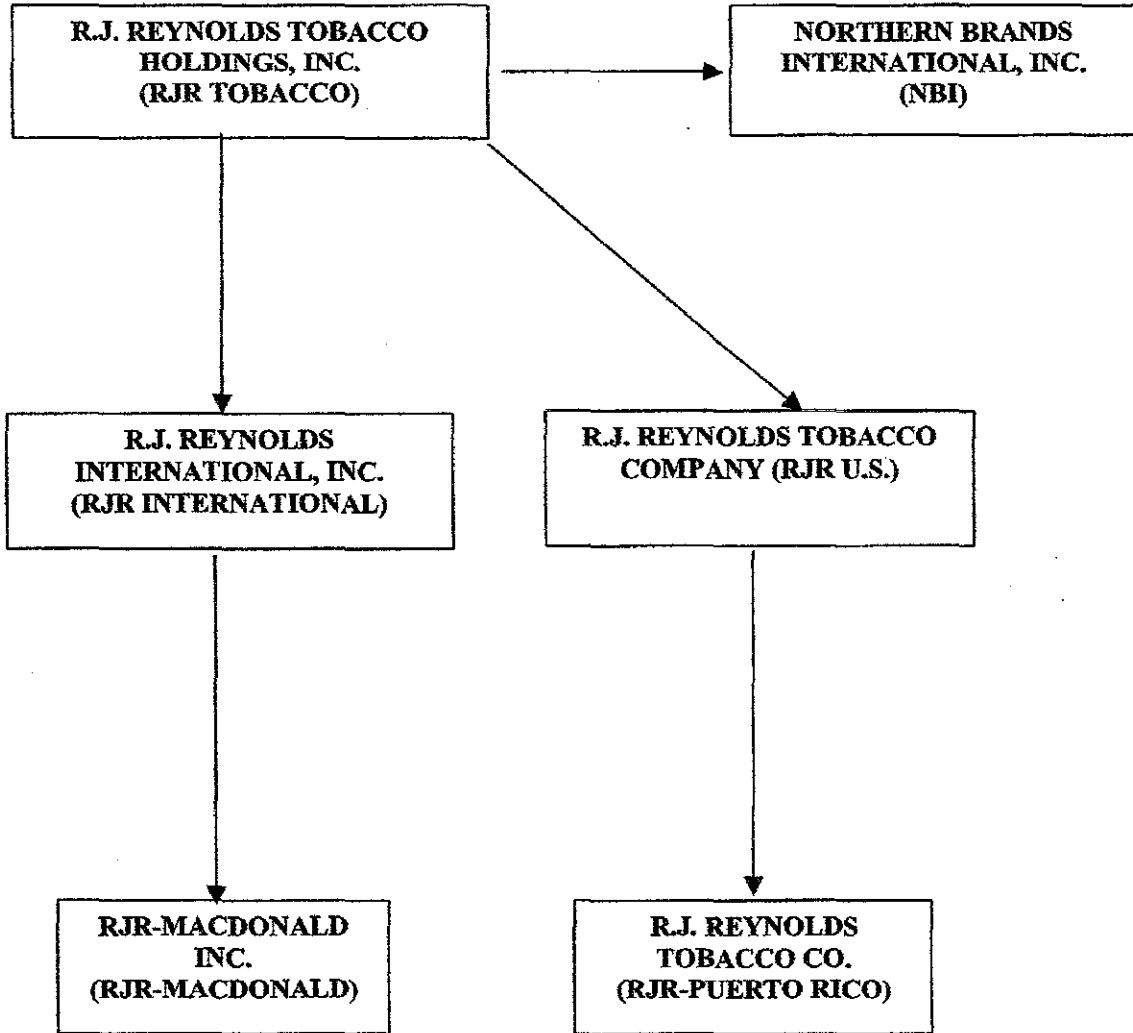 R.J. REYNOLDS TOBACCO
HOLDINGS, INC.
(RJR TOBACCO)
NORTHERN BRANDS
INTERNATIONAL, INC.
(NBI)
R.J. REYNOLDS
INTERNATIONAL, INC.
(RJR INTERNATIONAL)
R.J. REYNOLDS TOBACCO
COMPANY (RJR U.S.)
RJR-MACDONALD
INC.
(RJR-MACDONALD)
R.J. REYNOLDS
TOBACCO CO.
(RJR-PUERTO RICO)